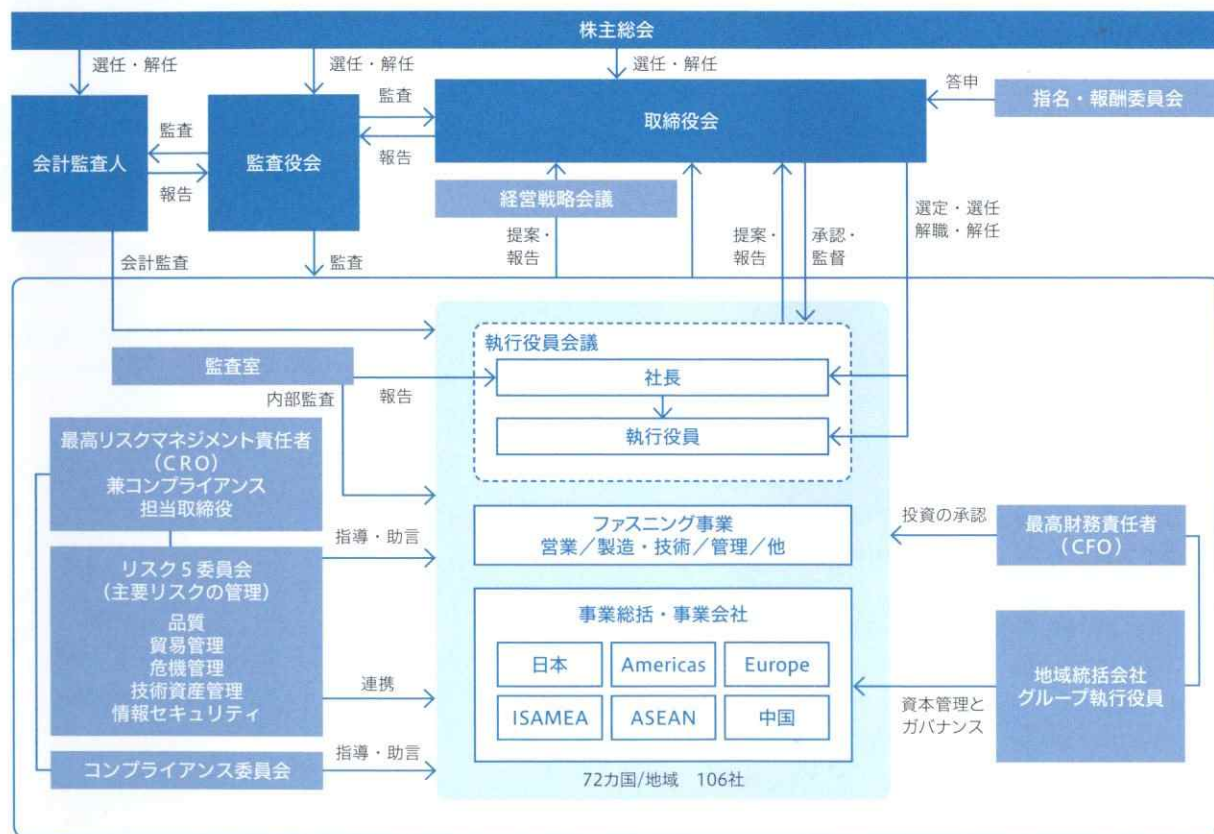 株主総会
選任・解任
選任・解任
選任・解任
会計監査人
監査
報告
監査役会
監査
報告
取締役会
答申
指名・報酬委員会
経営戦略会議
提案・
報告
提案・
報告
承認・
監督
選定・選任
解職・解任
会計監査
監査
執行役員会議
社長
執行役員
監査室
内部監査
報告
最高リスクマネジメント責任者
(CRO)
兼コンプライアンス
担当取締役
リスク5委員会
(主要リスクの管理)
品質
貿易管理
危機管理
技術資産管理
情報セキュリティ
指導・助言
連携
コンプライアンス委員会
指導・助言
ファスニング事業
営業/製造・技術/管理/他
事業総括・事業会社
日本
Americas
Europe
ISAMEA
ASEAN
中国
72カ国/地域 106社
投資の承認
最高財務責任者
(CFO)
資本管理と
ガバナンス
地域統括会社
グループ執行役員